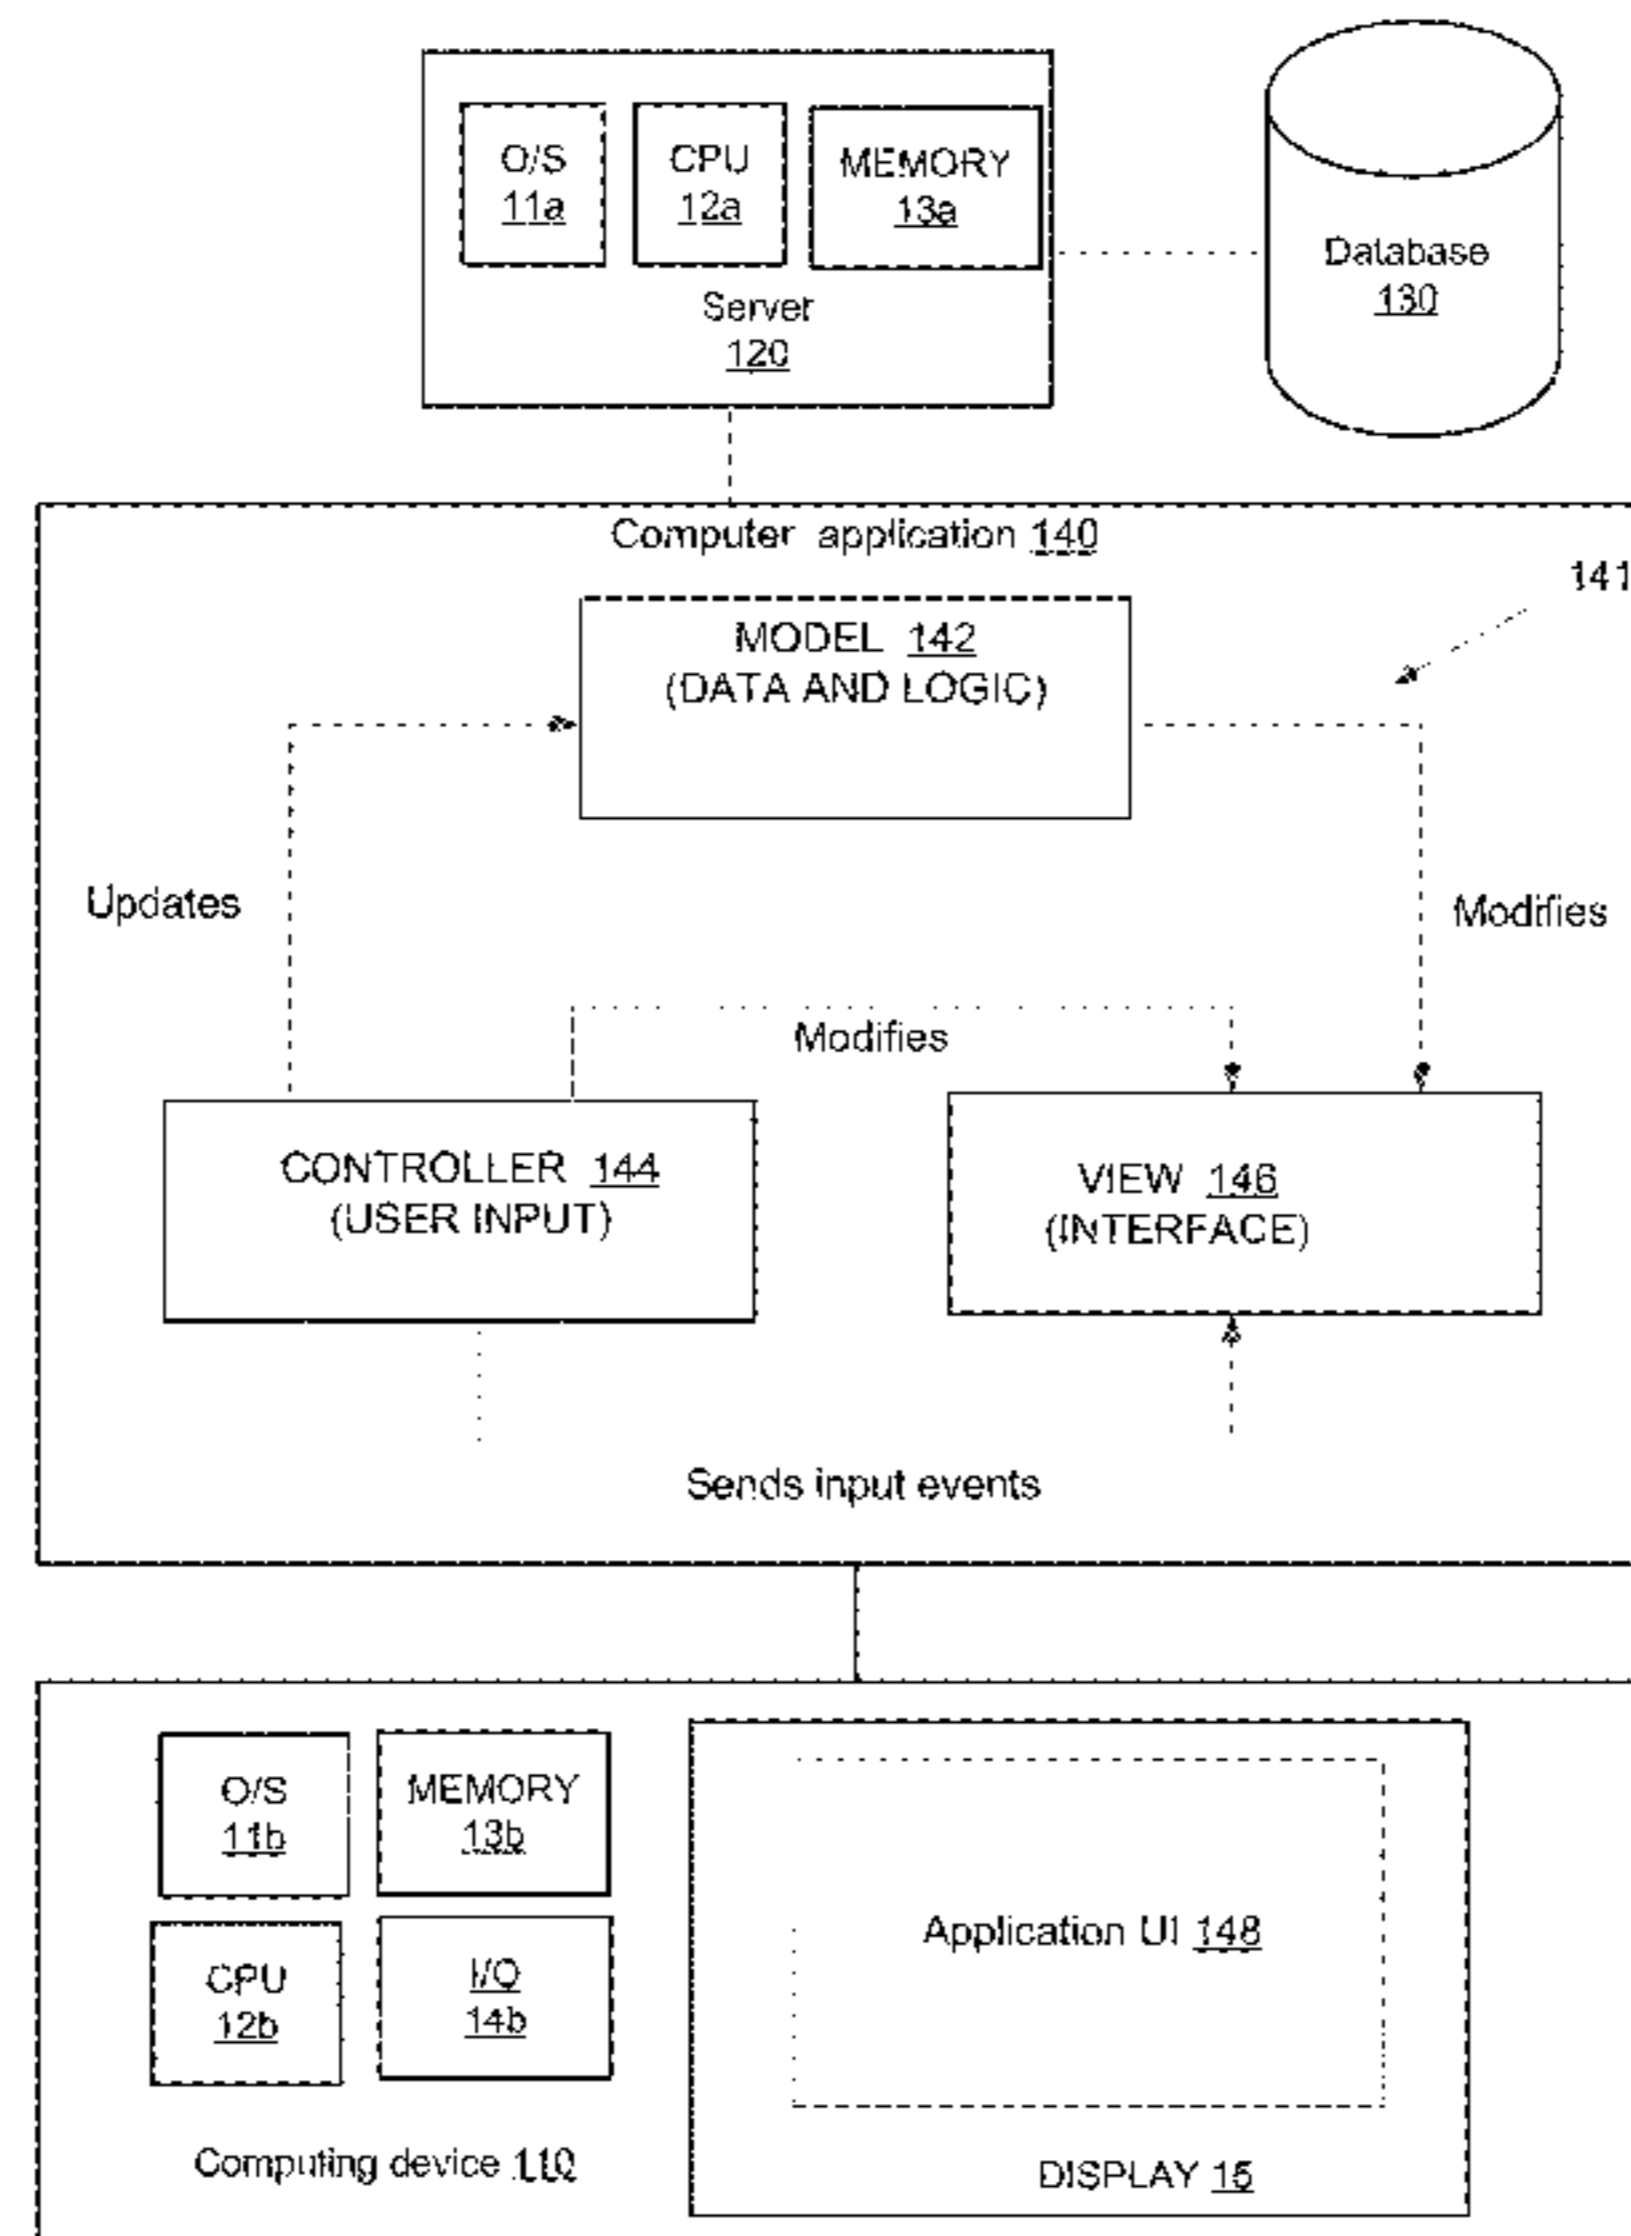 O/S
11a
CPU
12a
MEMORY
13a
Server
120
Database
130
Computer application 140
141
MODEL 142
(DATA AND LOGIC)
Updates
Modifies
Modifies
CONTROLLER 144
(USER INPUT)
VIEW 146
(INTERFACE)
Sends input events
O/S
11b
MEMORY
13b
CPU
12b
I/O
14b
Application UI 148
Computing device 110
DISPLAY 15